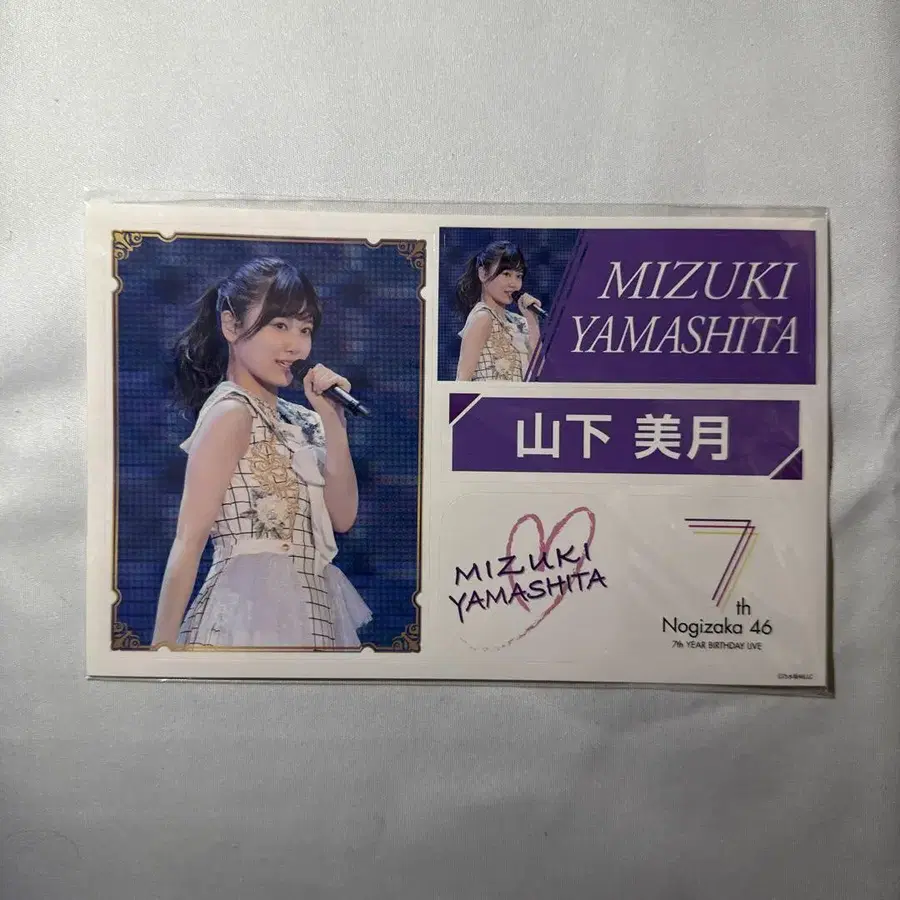 MIZUKI
YAMASHITA
山下 美月
MIZUKI
YAMASHITA
7th
Nogizaka 46
7th YEAR BIRTHDAY LIVE